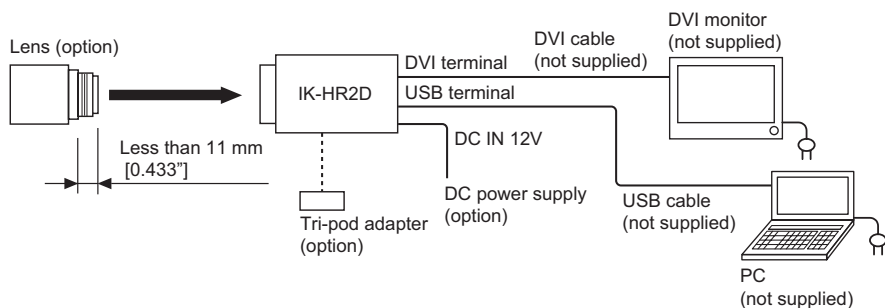 Lens (option)
Less than 11 mm
[0.433”]
IK-HR2D
Tri-pod adapter
(option)
DVI terminal
USB terminal
DC IN 12V
DC power supply
(option)
DVI cable
(not supplied)
DVI monitor
(not supplied)
USB cable
(not supplied)
PC
(not supplied)